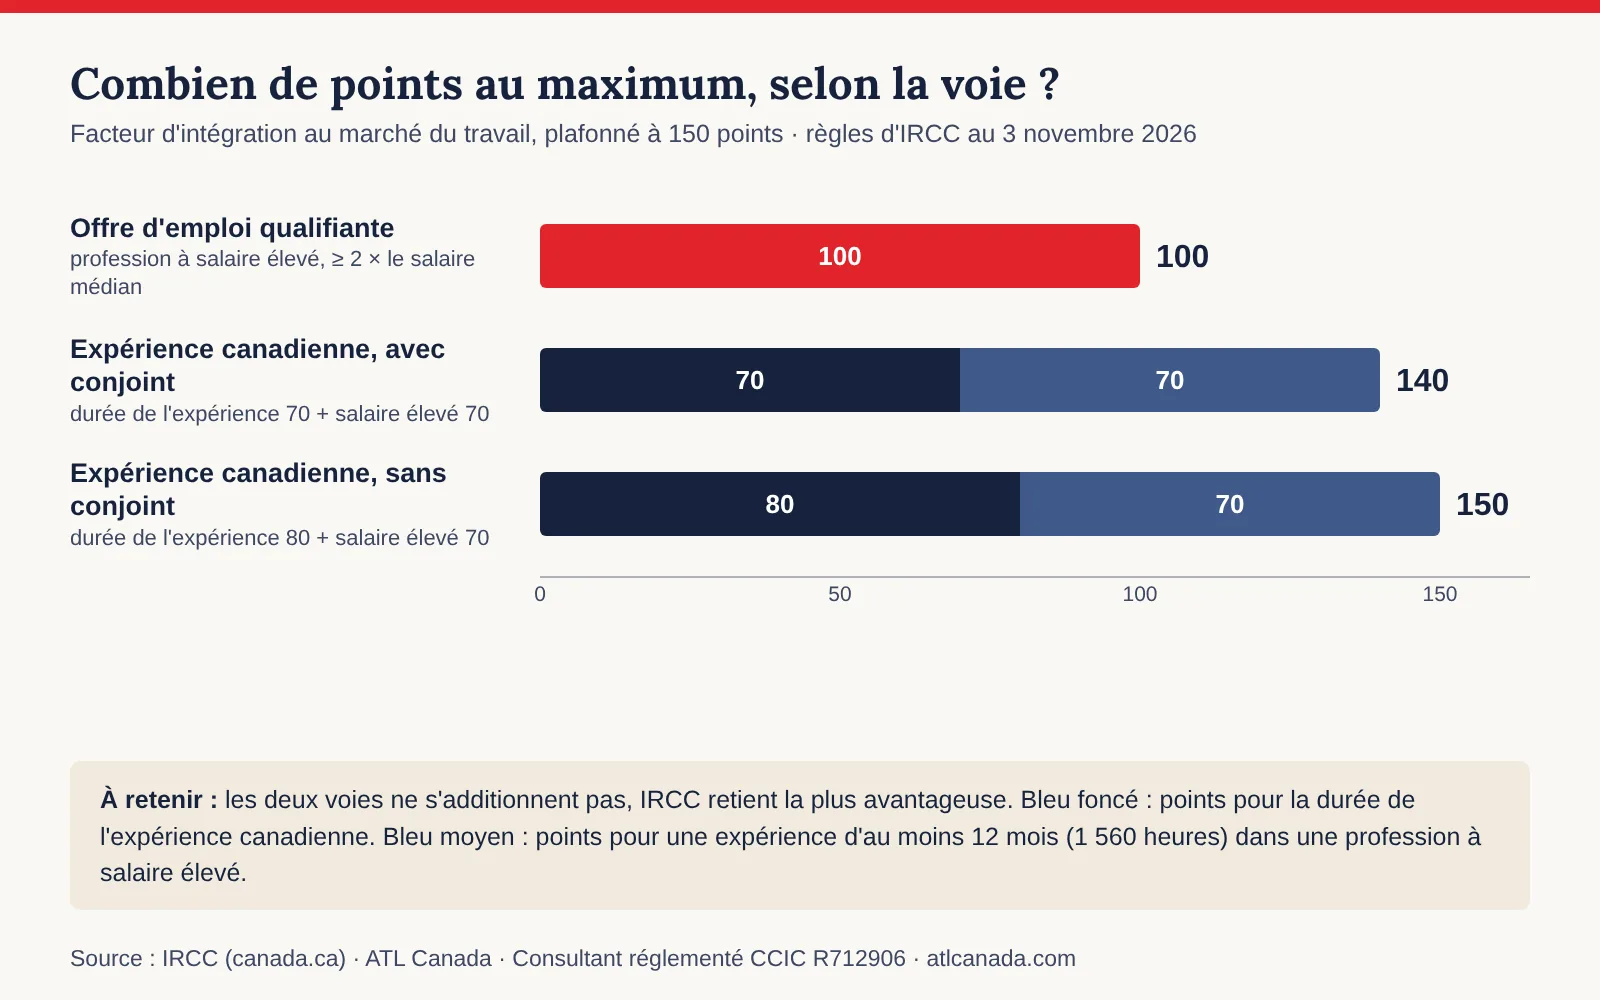 Combien de points au maximum, selon la voie ?
Facteur d'intégration au marché du travail, plafonné à 150 points · règles d'IRCC au 3 novembre 2026
Offre d'emploi qualifiante
profession à salaire élevé, ≥ 2 × le salaire
médian
100
100
Expérience canadienne, avec
conjoint
durée de l'expérience 70 + salaire élevé 70
70
70
140
Expérience canadienne, sans
conjoint
durée de l'expérience 80 + salaire élevé 70
80
70
150
0
50
100
150
À retenir : les deux voies ne s'additionnent pas, IRCC retient la plus avantageuse. Bleu foncé : points pour la durée de
l'expérience canadienne. Bleu moyen : points pour une expérience d'au moins 12 mois (1 560 heures) dans une profession à
salaire élevé.
Source : IRCC (canada.ca) · ATL Canada · Consultant réglementé CCIC R712906 · atlcanada.com